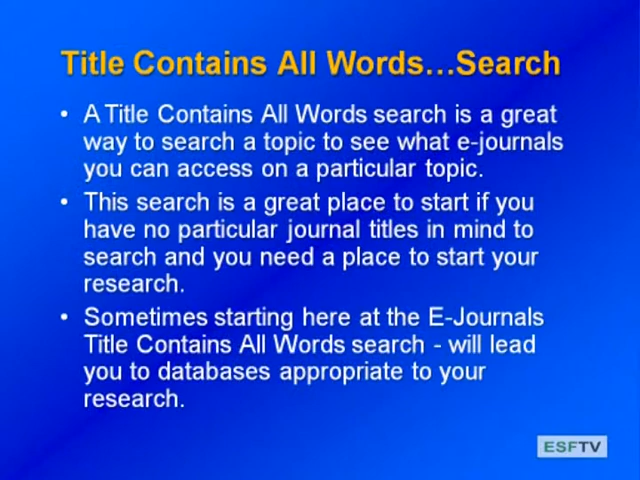 Title Contains All Words…Search
• A Title Contains All Words search is a great
way to search a topic to see what e-journals
you can access on a particular topic.
• This search is a great place to start if you
have no particular journal titles in mind to
search and you need a place to start your
research.
• Sometimes starting here at the E-Journals
Title Contains All Words search - will lead
you to databases appropriate to your
research.
ESFTV